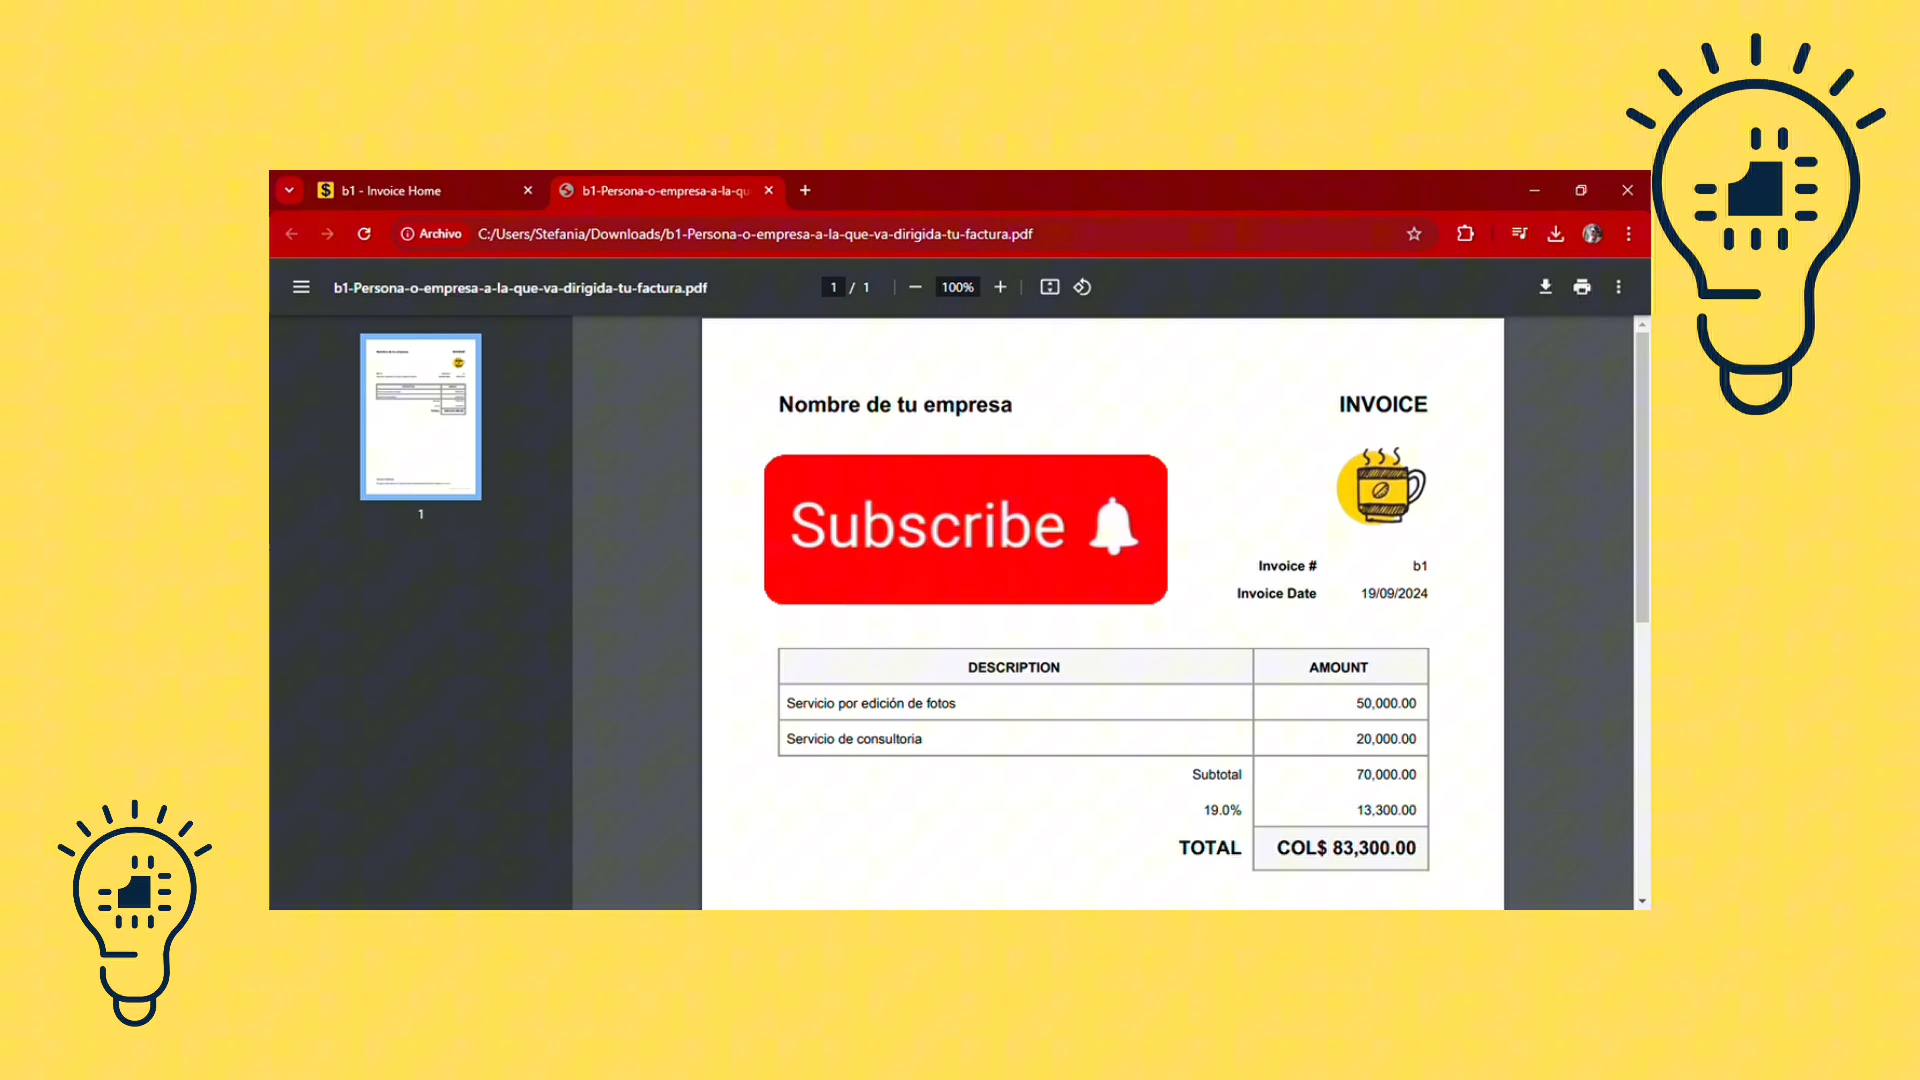 b1 - Invoice Home
b1-Persona-o-empresa-a-la-qu
Archivo C:/Users/Stefania/Downloads/b1-Persona-o-empresa-a-la-que-va-dirigida-tu-factura.pdf
b1-Persona-o-empresa-a-la-que-va-dirigida-tu-factura.pdf 1 / 1 100%
1
Nombre de tu empresa INVOICE
Subscribe
Invoice # b1
Invoice Date 19/09/2024
DESCRIPTION AMOUNT
Servicio por edición de fotos 50,000.00
Servicio de consultoria 20,000.00
Subtotal 70,000.00
19.0% 13,300.00
TOTAL COL$ 83,300.00